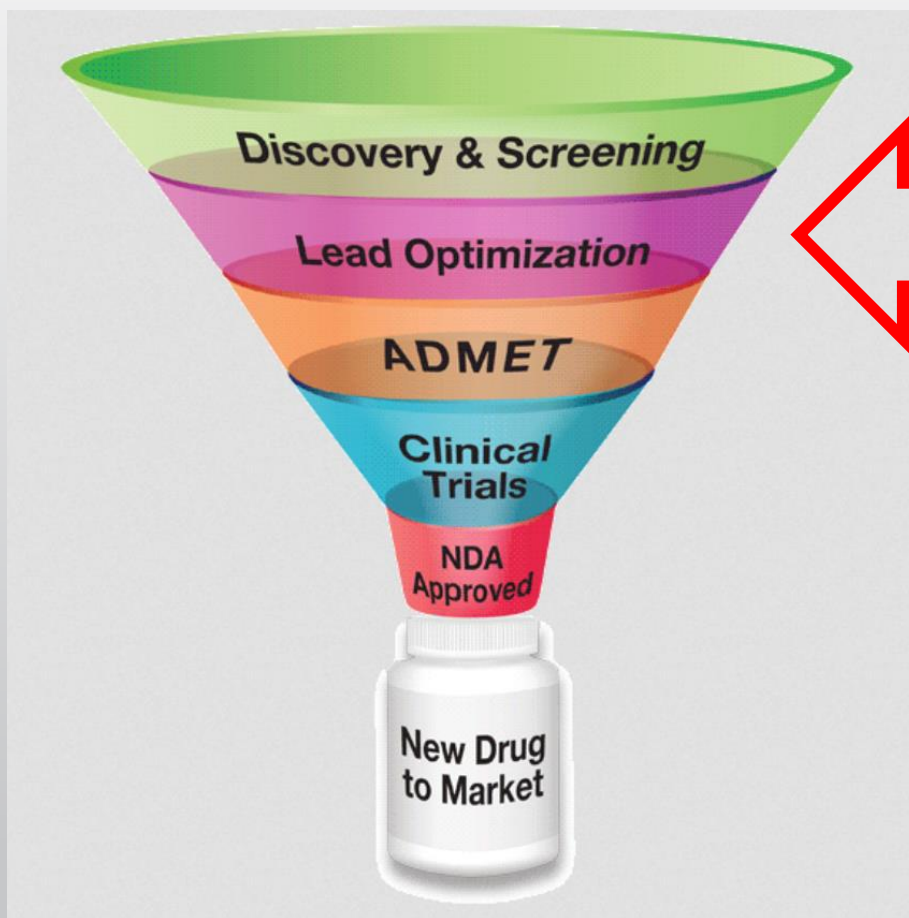 Discovery & Screening
Lead Optimization
ADMET
Clinical
Trials
NDA
Approved
New Drug
to Market